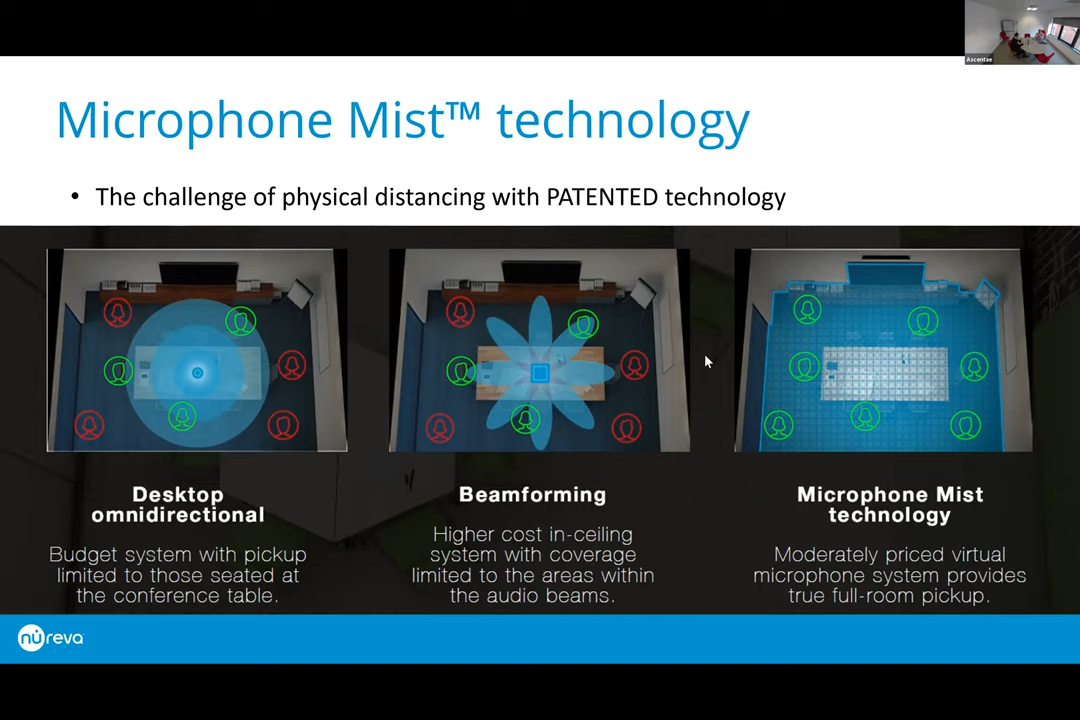 Ascentae
Microphone Mist™ technology
• The challenge of physical distancing with PATENTED technology
Desktop
omnidirectional
Budget system with pickup
limited to those seated at
the conference table.
Beamforming
Higher cost in-ceiling
system with coverage
limited to the areas within
the audio beams.
Microphone Mist
technology
Moderately priced virtual
microphone system provides
true full-room pickup.
nureva